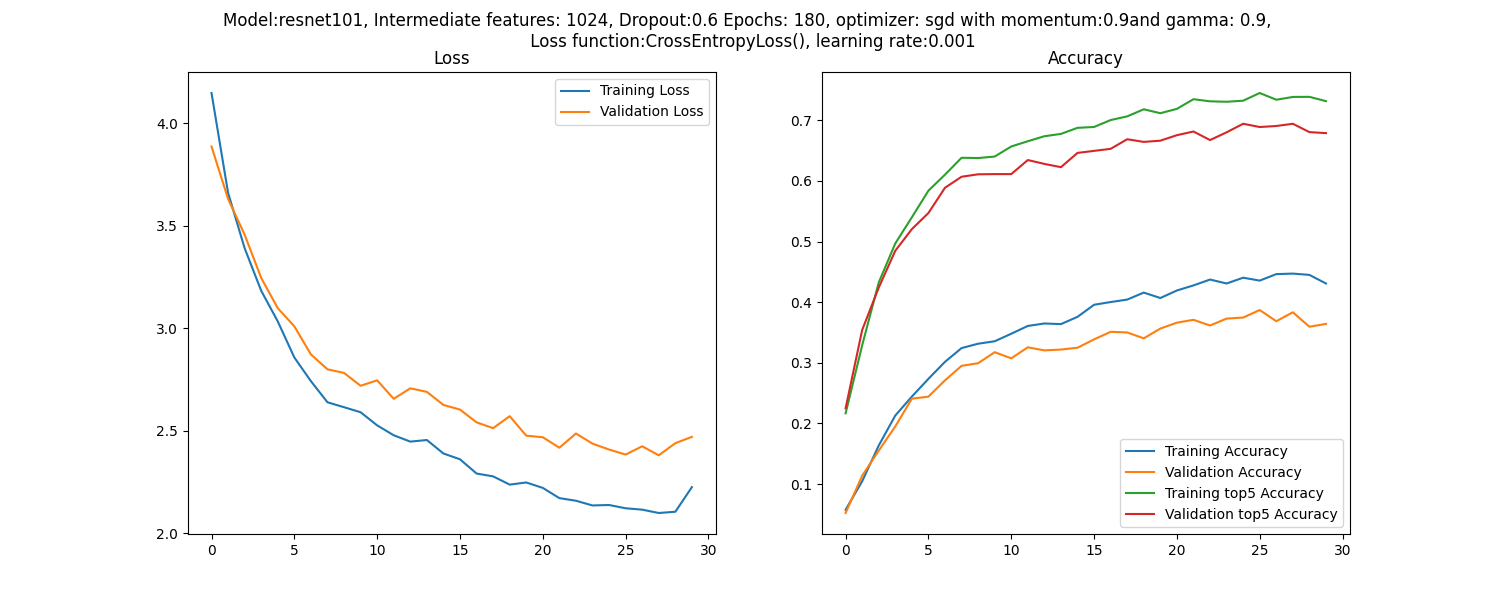 Model:resnet101, Intermediate features: 1024, Dropout:0.6 Epochs: 180, optimizer: sgd with momentum:0.9and gamma: 0.9,
Loss function:CrossEntropyLoss(), learning rate:0.001
Loss
Training Loss
Validation Loss
4.0
3.5
3.0
2.5
2.0
0 5 10 15 20 25 30
Accuracy
0.7
0.6
0.5
0.4
0.3
0.2
0.1
Training Accuracy
Validation Accuracy
Training top5 Accuracy
Validation top5 Accuracy
0 5 10 15 20 25 30